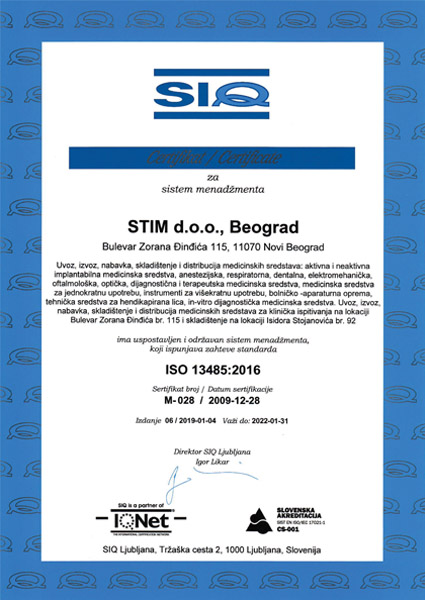 SIQ
Certifikat / Certificate
za
sistem menadžmenta
STIM d.o.o., Beograd
Bulevar Zorana Đinđića 115, 11070 Novi Beograd
Uvoz, izvoz, nabavka, skladištenje i distribucija medicinskih sredstava: aktivna i neaktivna
implantabilna medicinska sredstva, anestezijska, respiratorna, dentalna, elektromehanička,
oftalmološka, optička, dijagnostična i terapeutska medicinska sredstva, medicinska sredstva
za jednokratnu upotrebu, instrumenti za višekratnu upotrebu, bolničko -aparaturna oprema,
tehnička sredstva za hendikapirana lica, in-vitro dijagnostička medicinska sredstva. Uvoz, izvoz,
nabavka, skladištenje i distribucija medicinskih sredstava za klinička ispitivanja na lokaciji
Bulevar Zorana Đinđića br. 115 i skladištenje na lokaciji Isidora Stojanovića br. 92
ima uspostavljen i održavan sistem menadžmenta,
koji ispunjava zahteve standarda
ISO 13485:2016
Sertifikat broj / Datum sertifikacije
M-028 / 2009-12-28
Izdanje 06 / 2019-01-04 Važi do: 2022-01-31
Direktor SIQ Ljubljana
Igor Likar
SIQ is a partner of
IQNet
THE INTERNATIONAL CERTIFICATION NETWORK
SLOVENSKA
AKREDITACIJA
SIST EN ISO/IEC 17021-1
CS-001
SIQ Ljubljana, Tržaška cesta 2, 1000 Ljubljana, Slovenija